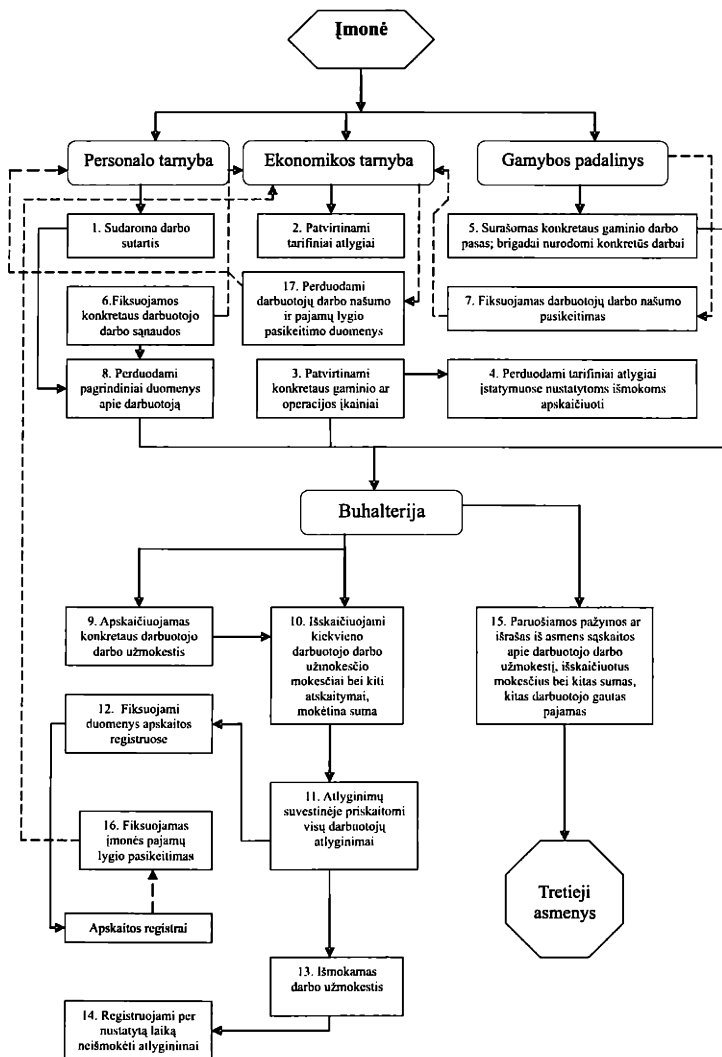 Įmonė
Personalo tarnyba
Ekonomikos tarnyba
Gamybos padalinys
1. Sudaroma darbo
sutartis
2. Patvirtinami
tarifiniai atlygiai
5. Surašomas konkretaus gaminio darbo
pasas; brigadai nurodomi konkretūs darbai
6.Fiksuojamos
konkretaus darbuotojo
darbo sąnaudos
17. Perduodami
darbuotojų darbo našumo
ir pajamų lygio
pasikeitimo duomenys
7. Fiksuojamas darbuotojų darbo našumo
pasikeitimas
8. Perduodami
pagrindiniai duomenys
apie darbuotoją
3. Patvirtinami
konkretaus gaminio ar
operacijos įkainiai
4. Perduodami tarifiniai atlygiai
įstatymuose nustatytoms išmokoms
apskaičiuoti
Buhalterija
9. Apskaičiuojamas
konkretaus darbuotojo
darbo užmokestis
10. Išskaičiuojami
kiekvieno
darbuotojo darbo
užmokesčio
mokesčiai bei kiti
atskaitymai,
mokėtina suma
15. Paruošiamos pažymos ar
išrašas iš asmens sąskaitos
apie darbuotojo darbo
užmokestį, išskaičiuotus
mokesčius bei kitas sumas,
kitas darbuotojo gautas
pajamas
12. Fiksuojami
duomenys apskaitos
registruose
11. Atlyginimų
suvestinėje priskaitomi
visų darbuotojų
atlyginimai
16. Fiksuojamas
įmonės pajamų
lygio pasikeitimas
Tretieji
asmenys
Apskaitos registrai
13. Išmokamas
darbo užmokestis
14. Registruojami per
nustatytą laiką
neišmokėti atlyginimai